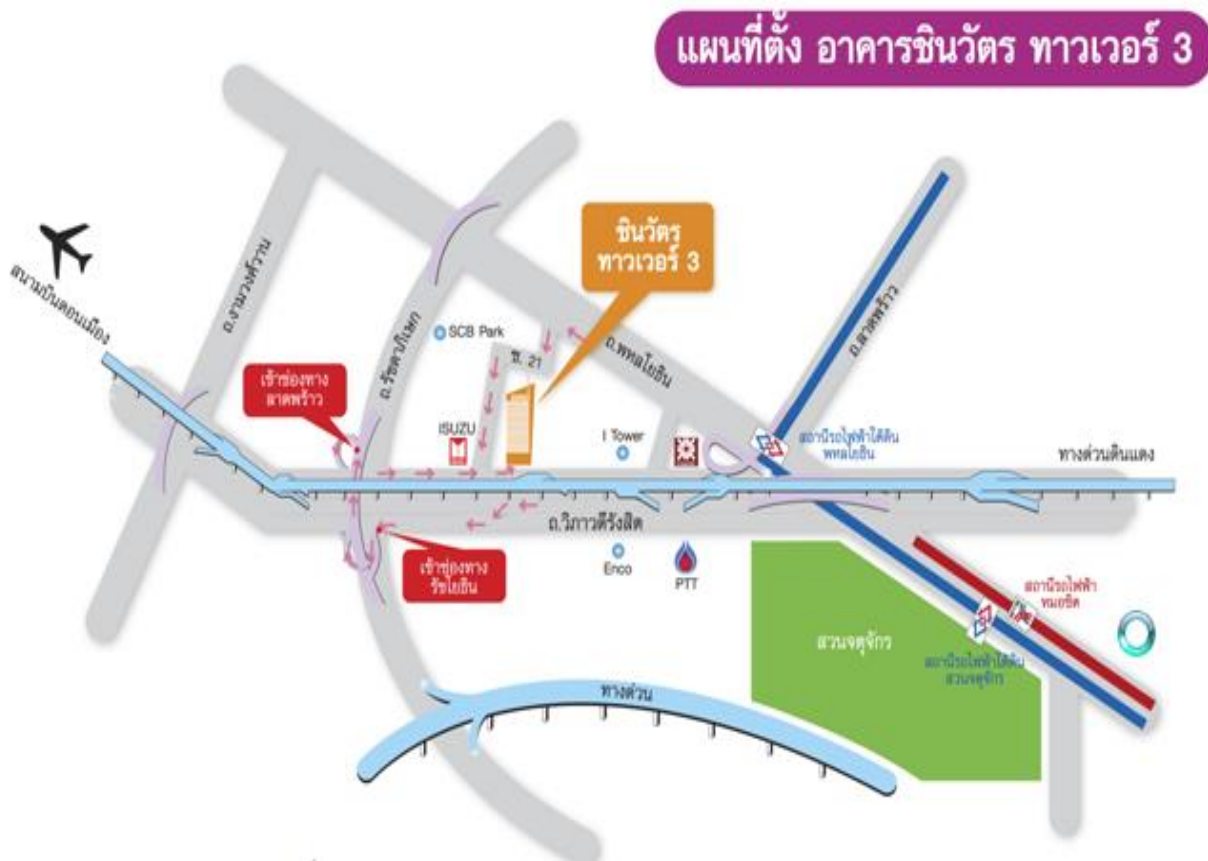 แผนที่ตั้ง อาคารชินวัตร ทาวเวอร์ 3
ชินวัตร
ทาวเวอร์ 3
สนามบินดอนเมือง
ถ.งามวงศ์วาน
ถ.รัชดาภิเษก
SCB Park
ซ. 21
ถ.พหลโยธิน
ถ.ลาดพร้าว
เข้าช่องทาง
ลาดพร้าว
ISUZU
I Tower
สถานีรถไฟฟ้าใต้ดิน
พหลโยธิน
ทางด่วนดินแดง
ถ.วิภาวดีรังสิต
เข้าช่องทาง
รัชโยธิน
Enco
PTT
สถานีรถไฟฟ้า
หมอชิต
สวนจตุจักร
สถานีรถไฟฟ้าใต้ดิน
สวนจตุจักร
ทางด่วน